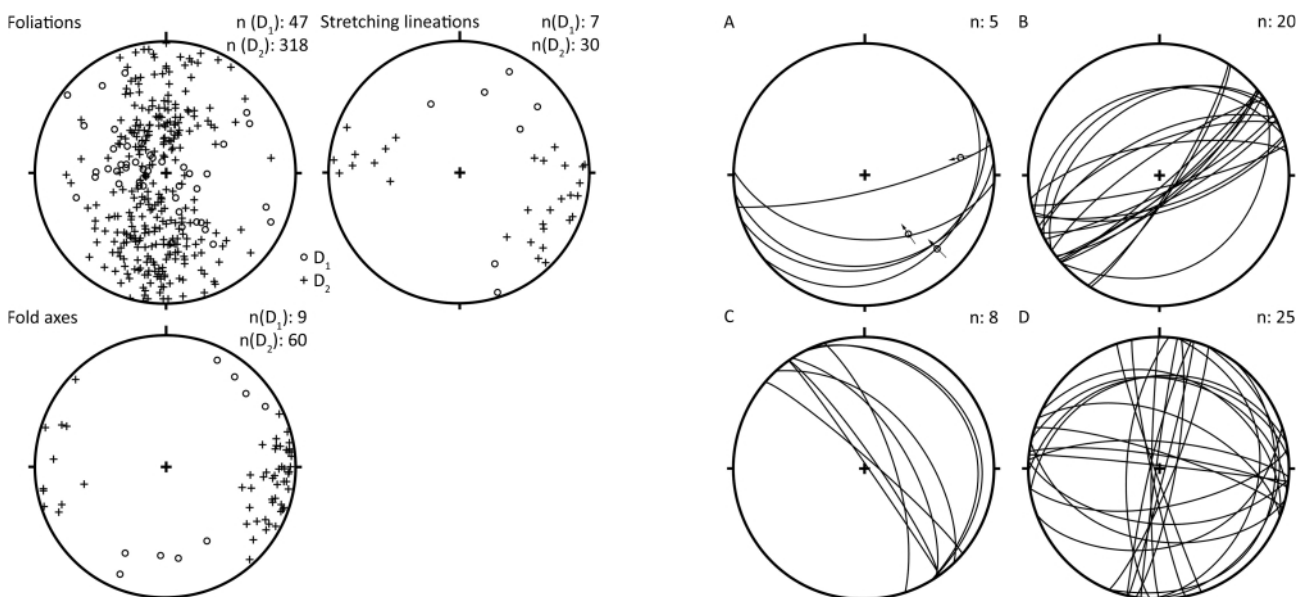 Foliations n (D₁): 47
n (D₂): 318
Stretching lineations n(D₁): 7
n(D₂): 30
D₁
D₂
Fold axes n(D₁): 9
n(D₂): 60
A n: 5
B n: 20
C n: 8
D n: 25